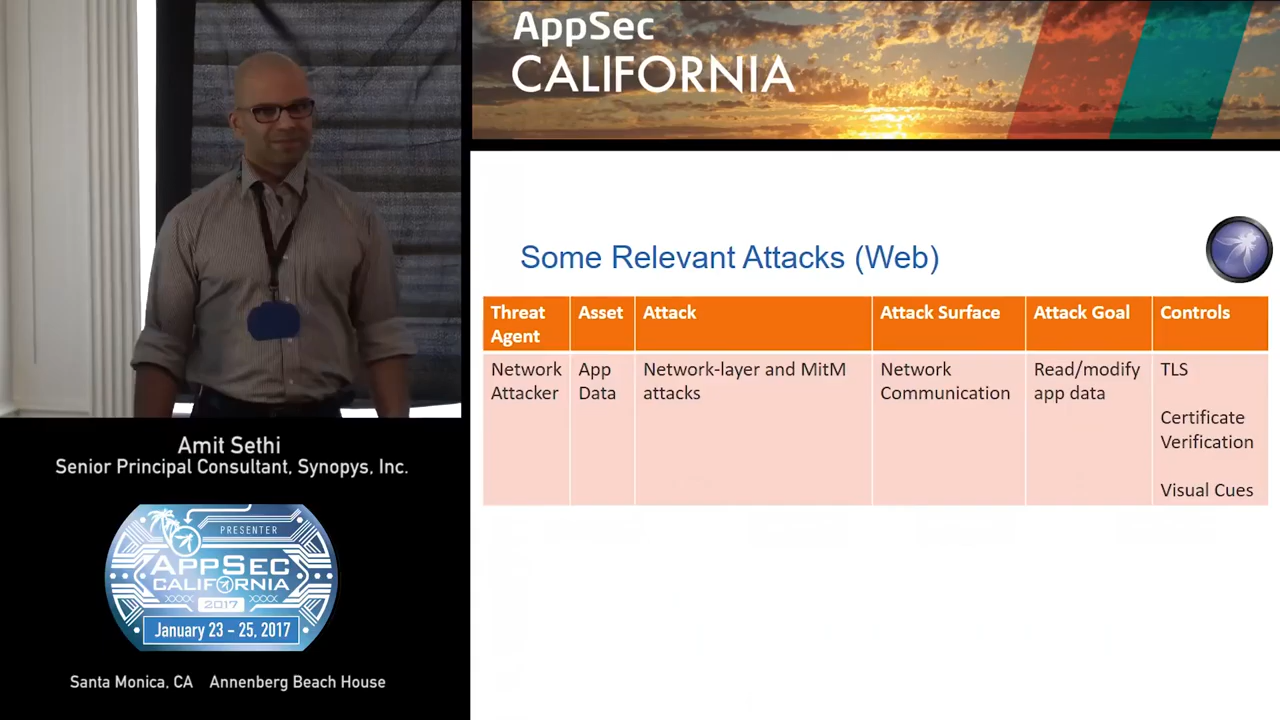 AppSec
CALIFORNIA
Some Relevant Attacks (Web)
Threat Agent
Asset
Attack
Attack Surface
Attack Goal
Controls
Network Attacker
App Data
Network-layer and MitM attacks
Network Communication
Read/modify app data
TLS
Certificate Verification
Visual Cues
Amit Sethi
Senior Principal Consultant, Synopys, Inc.
PRESENTER
APPSEC
CALIFORNIA
2017
January 23 - 25, 2017
Santa Monica, CA Annenberg Beach House